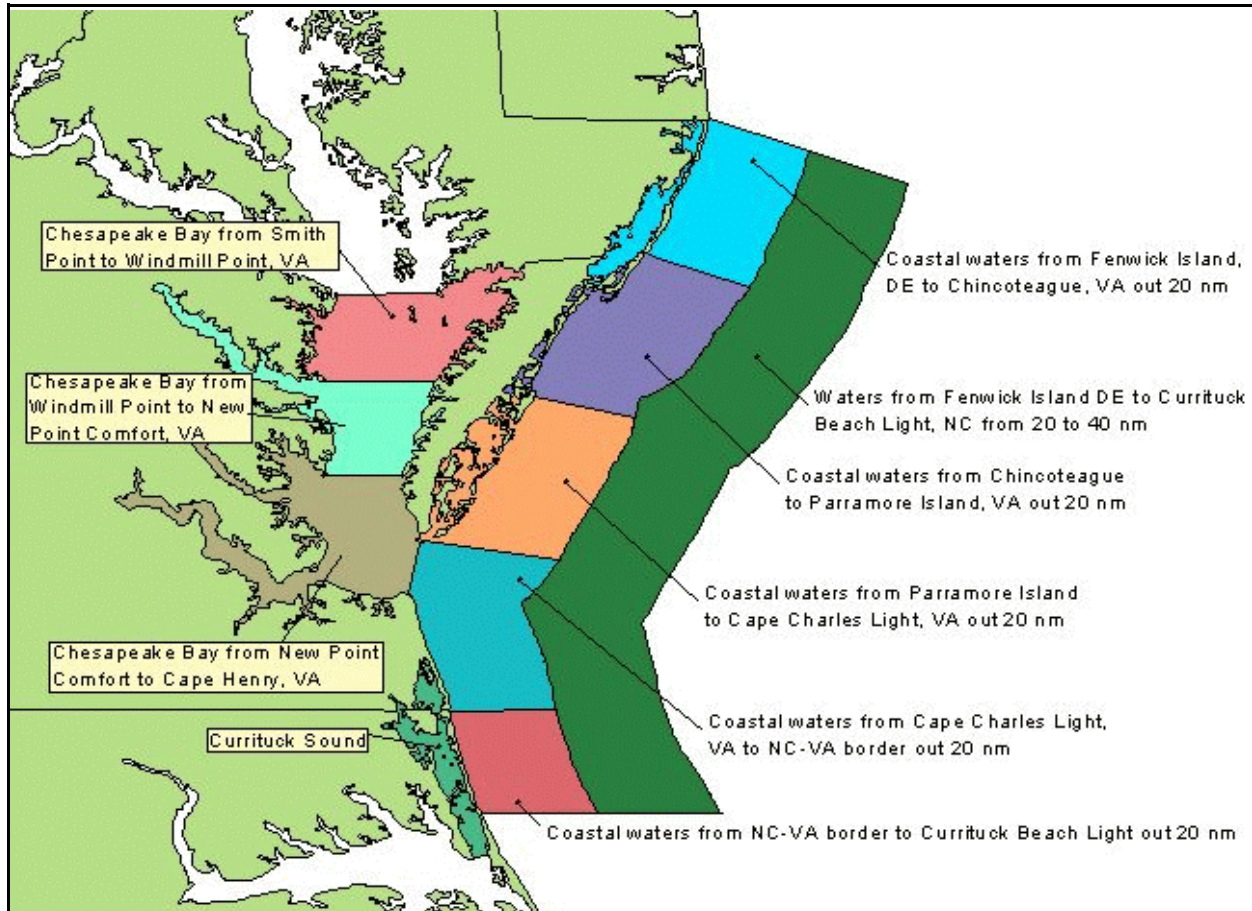 Chesapeake Bay from Smith
Point to Windmill Point, VA
Chesapeake Bay from
Windmill Point to New
Point Comfort, VA
Chesapeake Bay from New Point
Comfort to Cape Henry, VA
Currituck Sound
Coastal waters from Fenwick Island,
DE to Chincoteague, VA out 20 nm
Waters from Fenwick Island DE to Currituck
Beach Light, NC from 20 to 40 nm
Coastal waters from Chincoteague
to Parramore Island, VA out 20 nm
Coastal waters from Parramore Island
to Cape Charles Light, VA out 20 nm
Coastal waters from Cape Charles Light,
VA to NC-VA border out 20 nm
Coastal waters from NC-VA border to Currituck Beach Light out 20 nm